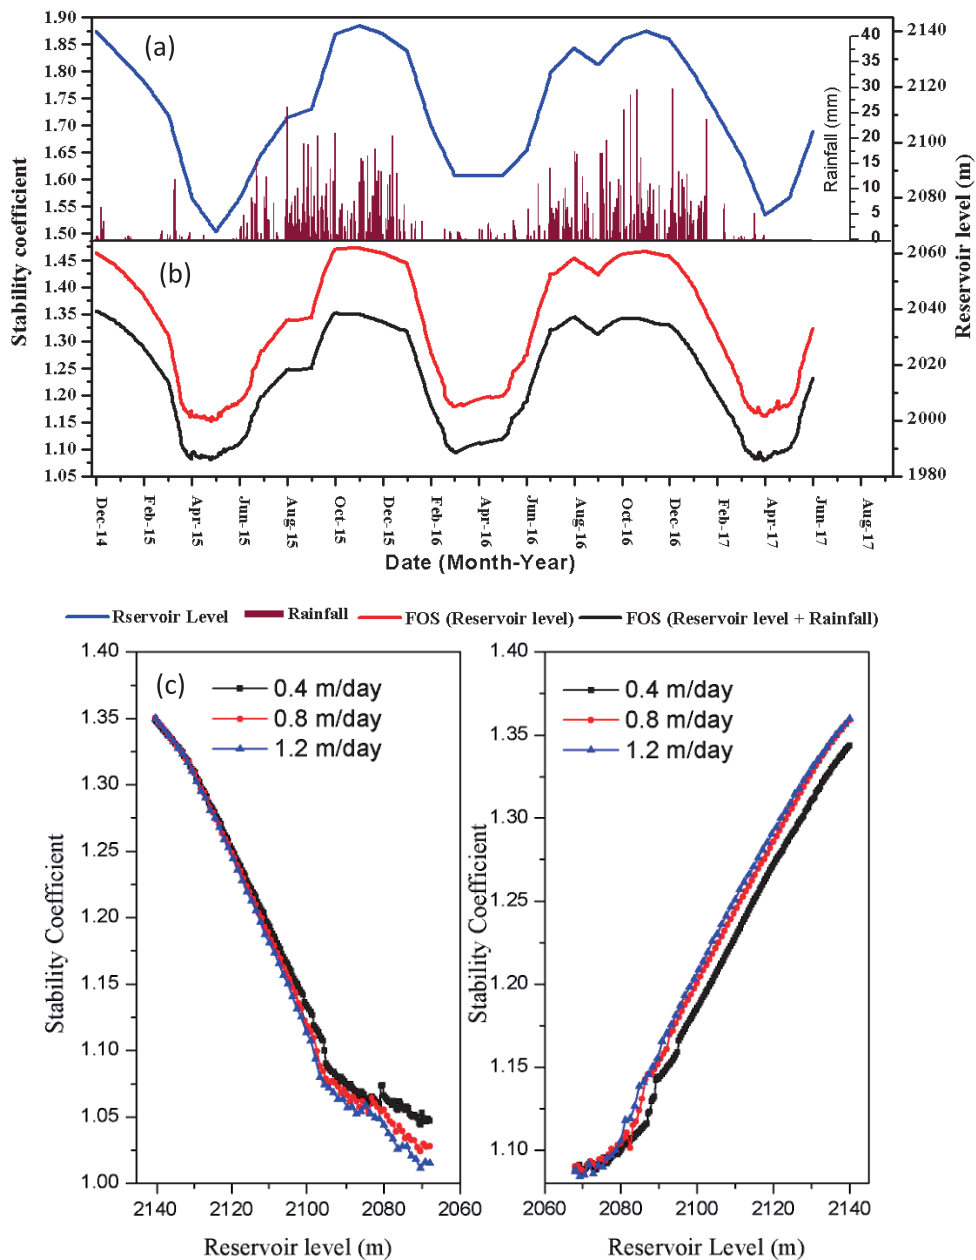 (a)
1.90
1.85
1.80
1.75
1.70
1.65
1.60
1.55
1.50
1.45
1.40
1.35
1.30
1.25
1.20
1.15
1.10
1.05
Stability coefficient
40
35
30
25
20
15
10
5
0
Rainfall (mm)
2140
2120
2100
2080
2060
2040
2020
2000
1980
Reservoir level (m)
(b)
Dec-14
Feb-15
Apr-15
Jun-15
Aug-15
Oct-15
Dec-15
Feb-16
Apr-16
Jun-16
Aug-16
Oct-16
Dec-16
Feb-17
Apr-17
Jun-17
Aug-17
Date (Month-Year)
Rservoir Level Rainfall FOS (Reservoir level) FOS (Reservoir level + Rainfall)
(c)
0.4 m/day
0.8 m/day
1.2 m/day
1.40
1.35
1.30
1.25
1.20
1.15
1.10
1.05
1.00
Stability Coefficient
2140 2120 2100 2080 2060
Reservoir level (m)
0.4 m/day
0.8 m/day
1.2 m/day
1.40
1.35
1.30
1.25
1.20
1.15
1.10
Stability Coefficient
2060 2080 2100 2120 2140
Reservoir Level (m)